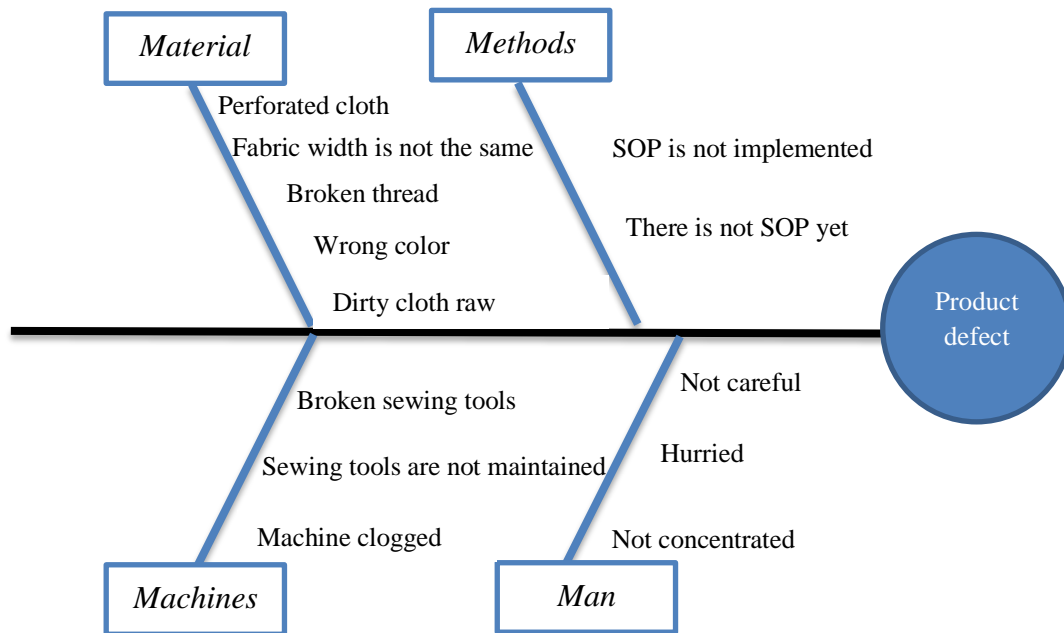 Material
Methods
Perforated cloth
Fabric width is not the same
Broken thread
Wrong color
Dirty cloth raw
SOP is not implemented
There is not SOP yet
Product
defect
Broken sewing tools
Sewing tools are not maintained
Machine clogged
Not careful
Hurried
Not concentrated
Machines
Man